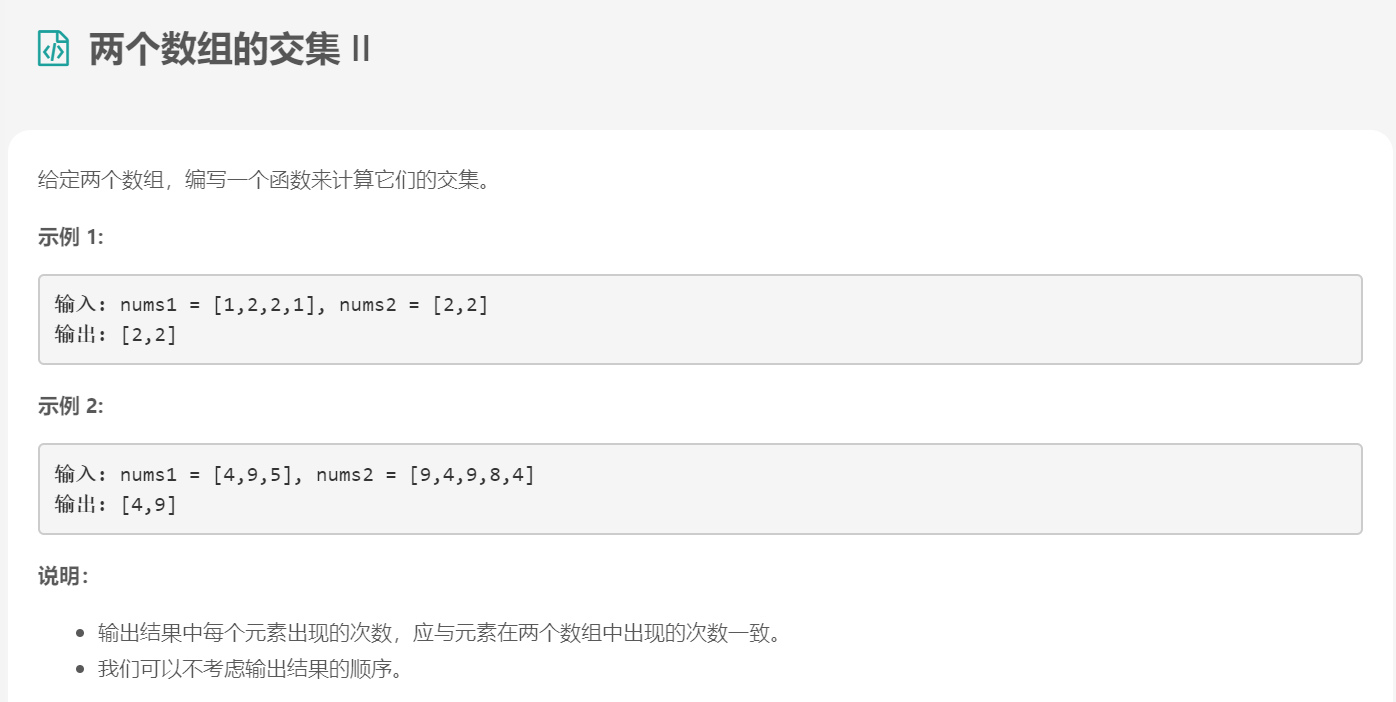 两个数组的交集 II
给定两个数组，编写一个函数来计算它们的交集。
示例 1:
输入: nums1 = [1,2,2,1], nums2 = [2,2]
输出: [2,2]
示例 2:
输入: nums1 = [4,9,5], nums2 = [9,4,9,8,4]
输出: [4,9]
说明：
输出结果中每个元素出现的次数，应与元素在两个数组中出现的次数一致。
我们可以不考虑输出结果的顺序。